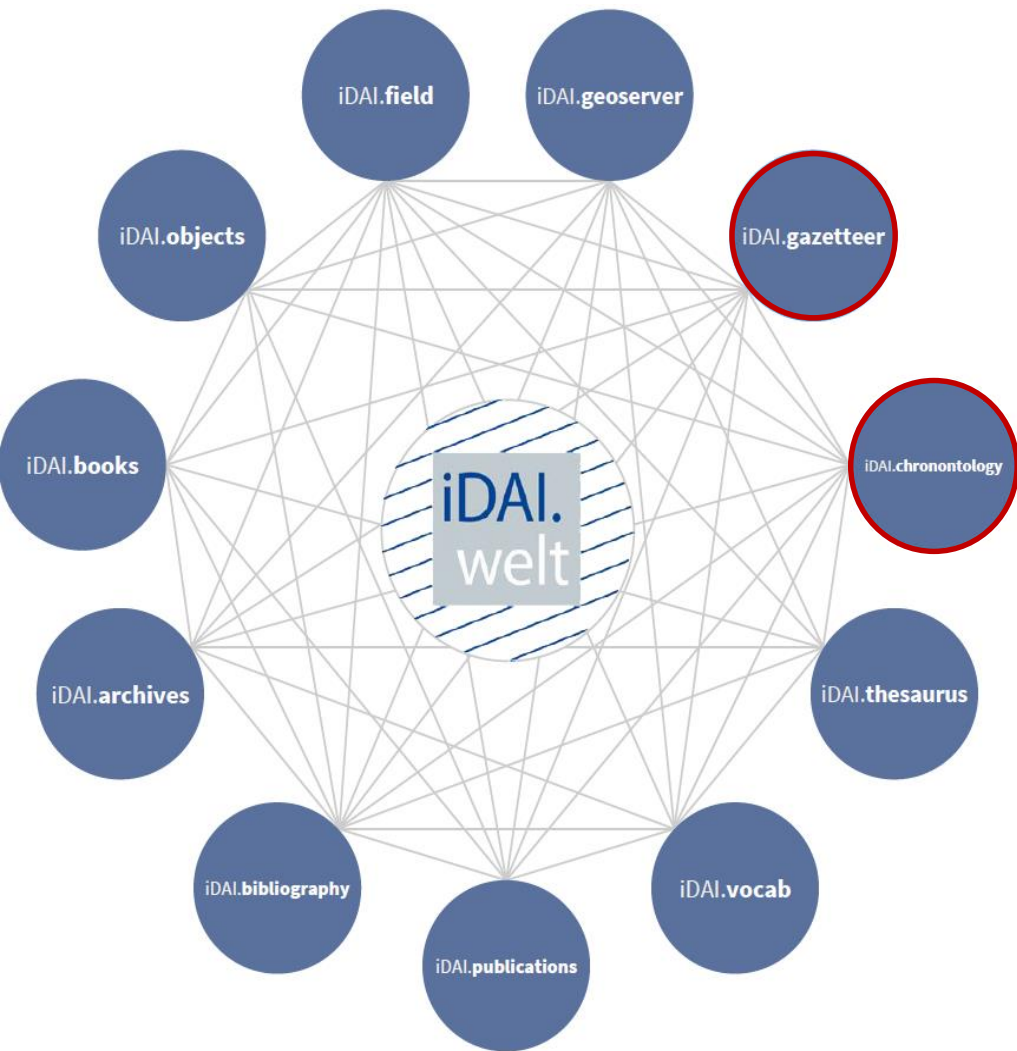 iDAI.field
iDAI.geoserver
iDAI.objects
iDAI.gazetteer
iDAI.books
iDAI.chronontology
iDAI.
welt
iDAI.archives
iDAI.thesaurus
iDAI.bibliography
iDAI.vocab
iDAI.publications